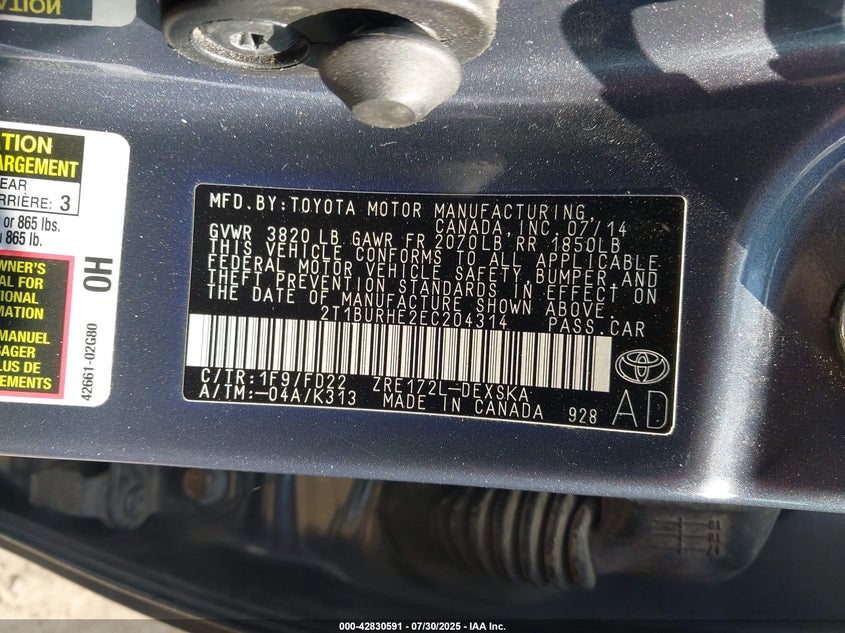 ATION
TION
ARGEMENT
EAR
RRIÈRE: 3
or 865 lbs.
865 lb.
WNER'S
AL FOR
TIONAL
MATION
MANUEL
SAGER
PLUS DE
EMENTS
OH
42661-02G80
MFD. BY: TOYOTA MOTOR MANUFACTURING,
CANADA, INC. 07/14
GVWR 3820 LB GAWR FR 2070LB, RR 1850LB
THIS VEHICLE CONFORMS TO ALL APPLICABLE
FEDERAL MOTOR VEHICLE SAFETY, BUMPER, AND
THEFT PREVENTION STANDARDS IN EFFECT ON
THE DATE OF MANUFACTURE SHOWN ABOVE.
2T1BURHE2EC204314 PASS. CAR
C/TR: 1F9/FD22 ZRE172L-DEXSKA
A/TM: -04A/K313 MADE IN CANADA 928 AD
000-42830591 / 07/30/2025 - IAA Inc.